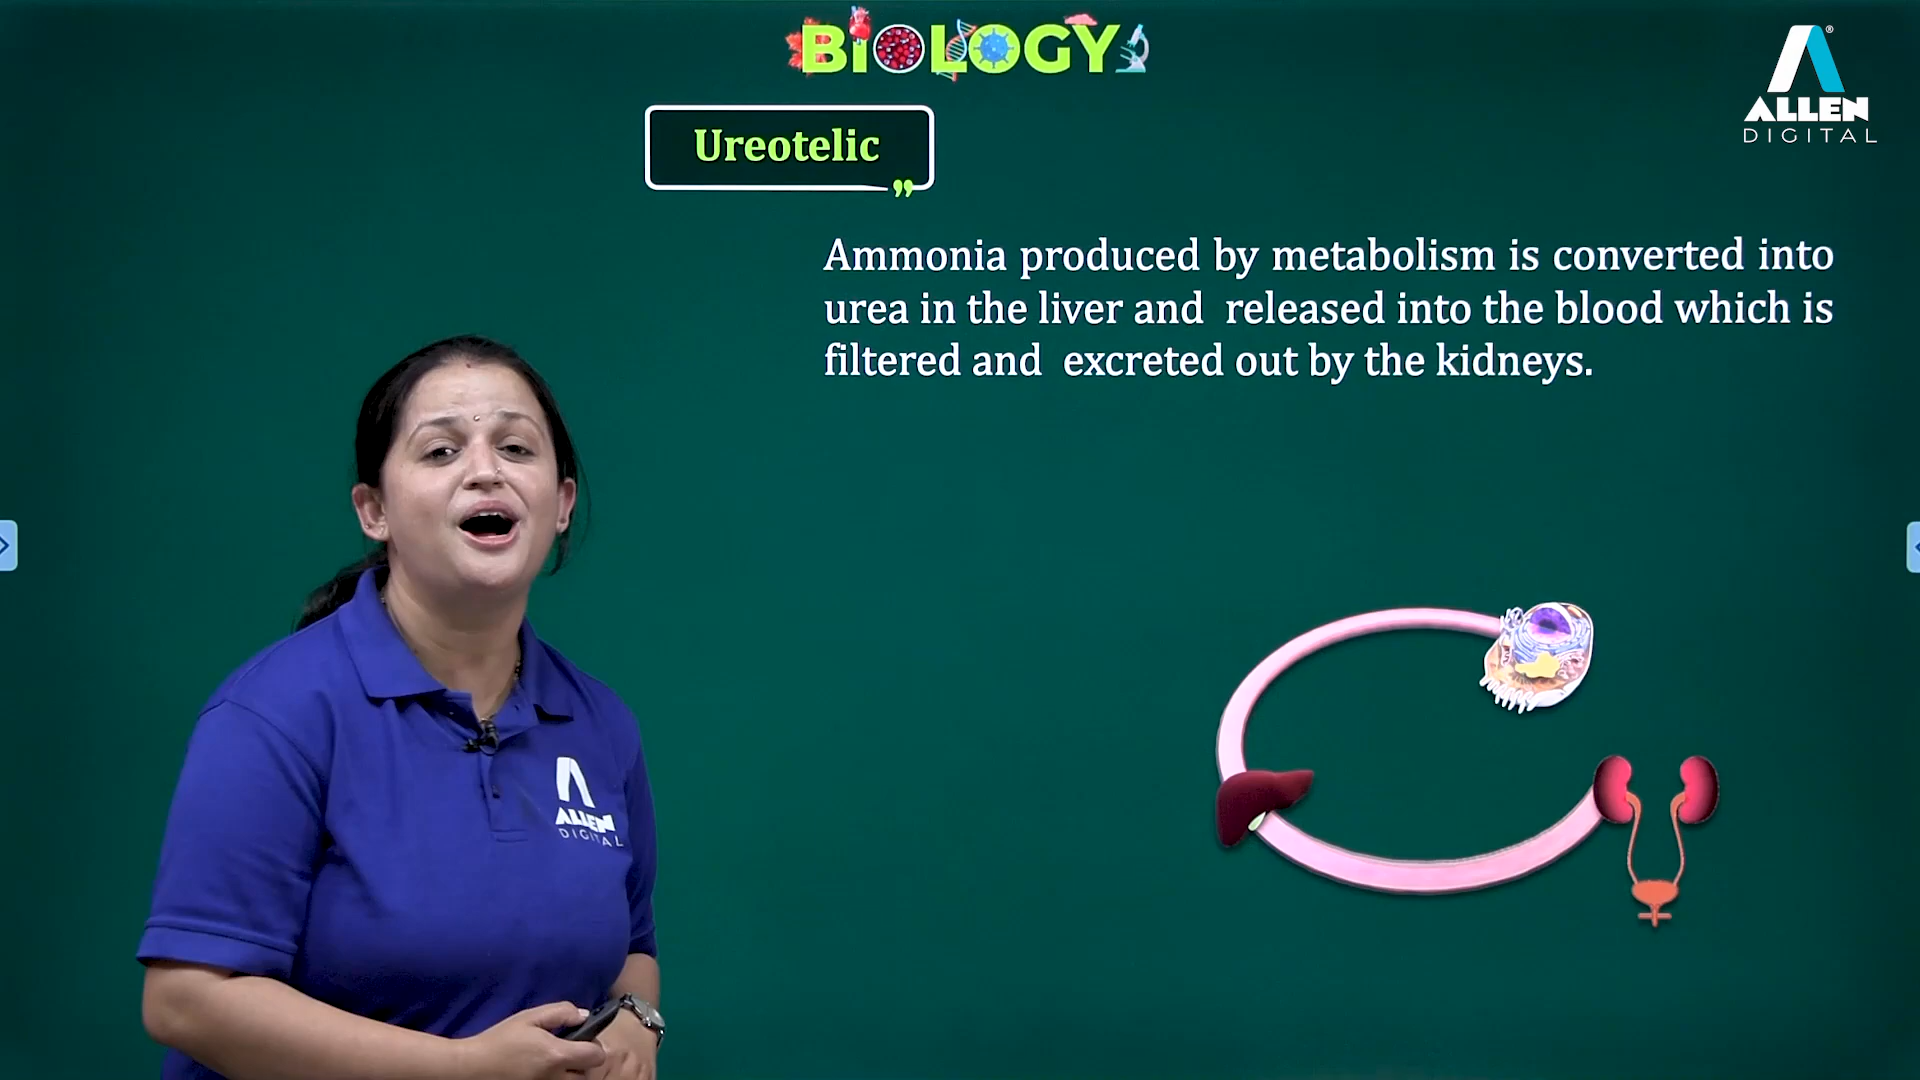 BIOLOGY
ALLEN
DIGITAL
Ureotelic
”
Ammonia produced by metabolism is converted into
urea in the liver and released into the blood which is
filtered and excreted out by the kidneys.
ALLEN
DIGITAL